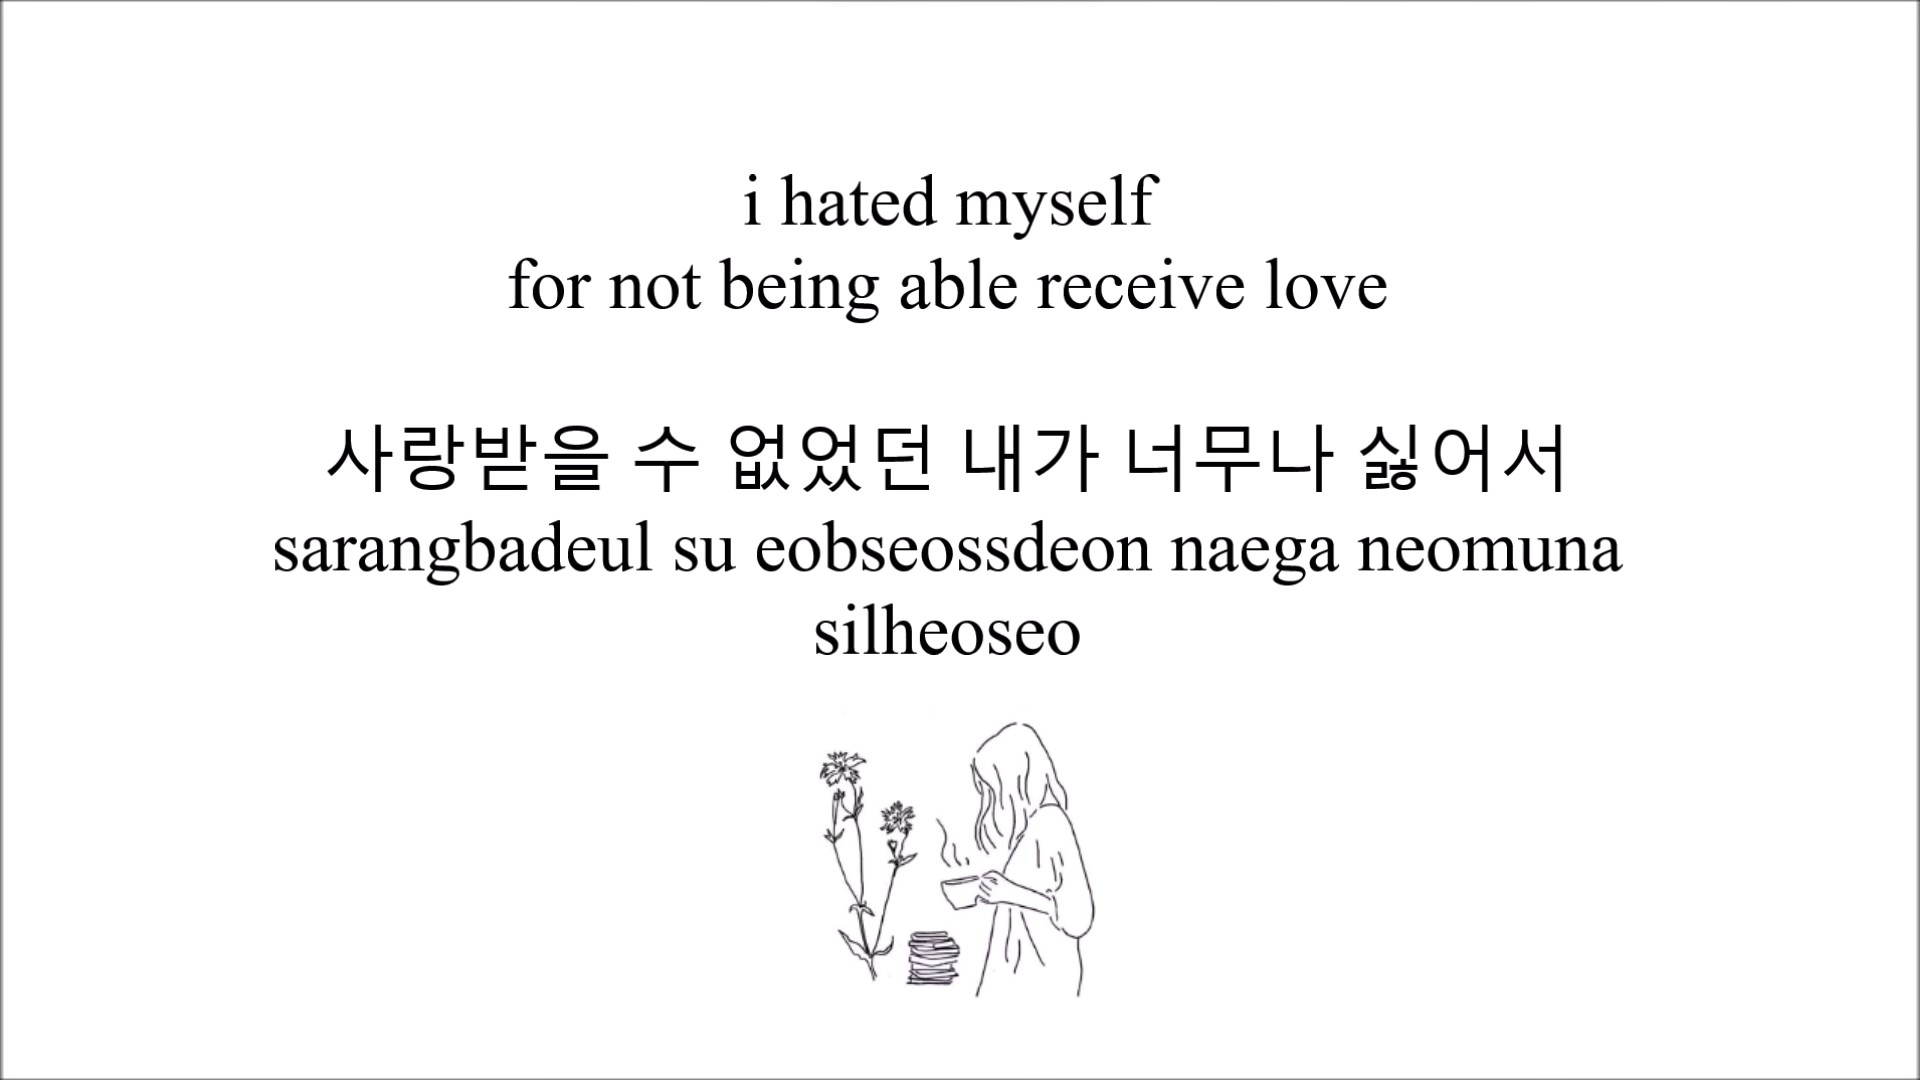 i hated myself
for not being able receive love
사랑받을 수 없었던 내가 너무나 싫어서
sarangbadeul su eobseossdeon naega neomuna
silheoseo